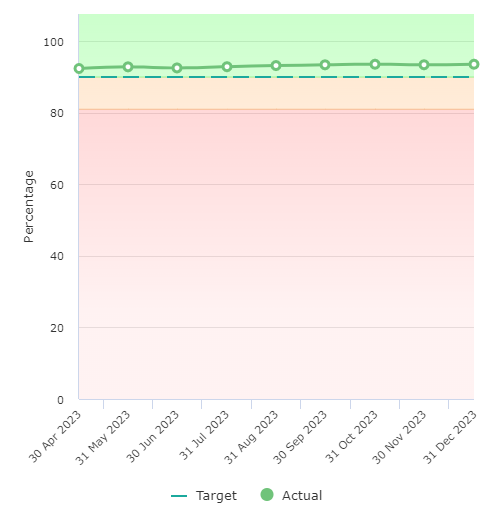 100
80
60
40
20
0
Percentage
30 Apr 2023
31 May 2023
30 Jun 2023
31 Jul 2023
31 Aug 2023
30 Sep 2023
31 Oct 2023
30 Nov 2023
31 Dec 2023
Target
Actual